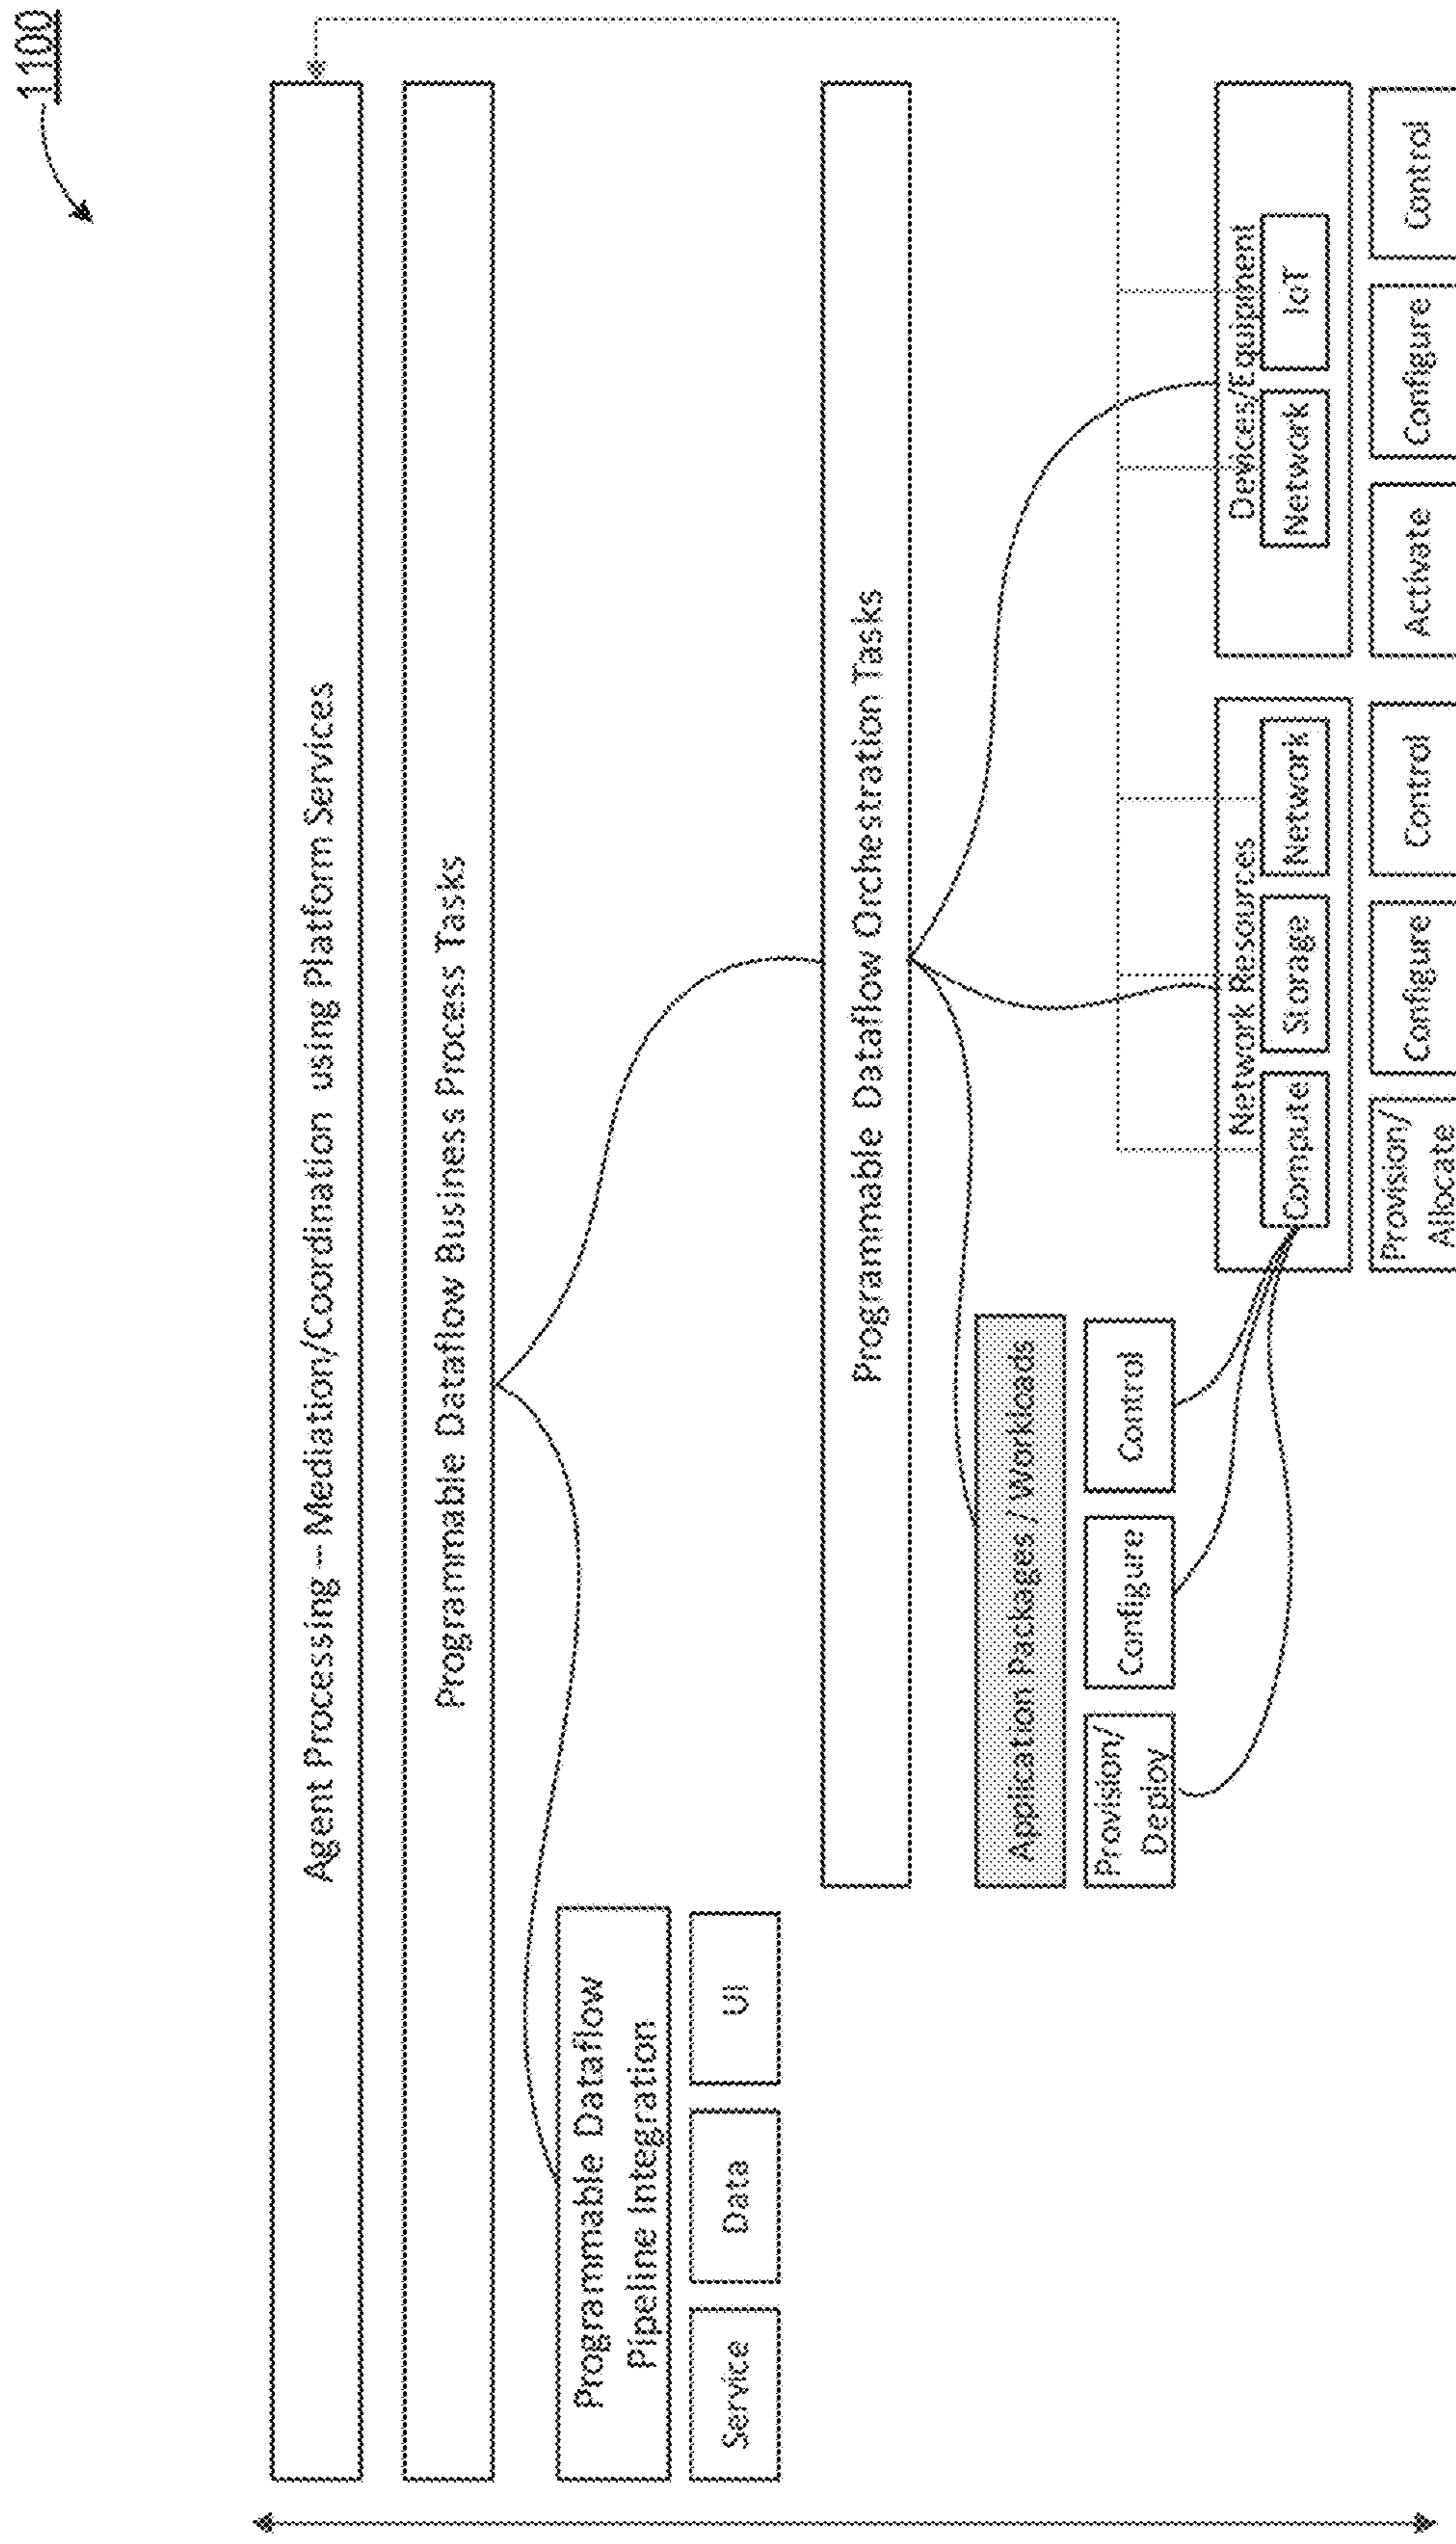 1100
Agent Processing -- Mediation/Coordination using Platform Services
Programmable Dataflow Business Process Tasks
Programmable Dataflow
Pipeline Integration
Service
Data
UI
Programmable Dataflow Orchestration Tasks
Application Packages / Workloads
Provision/
Deploy
Configure
Control
Network Resources
Compute
Storage
Network
Provision/
Allocate
Configure
Control
Devices/Equipment
Network
IoT
Activate
Configure
Control